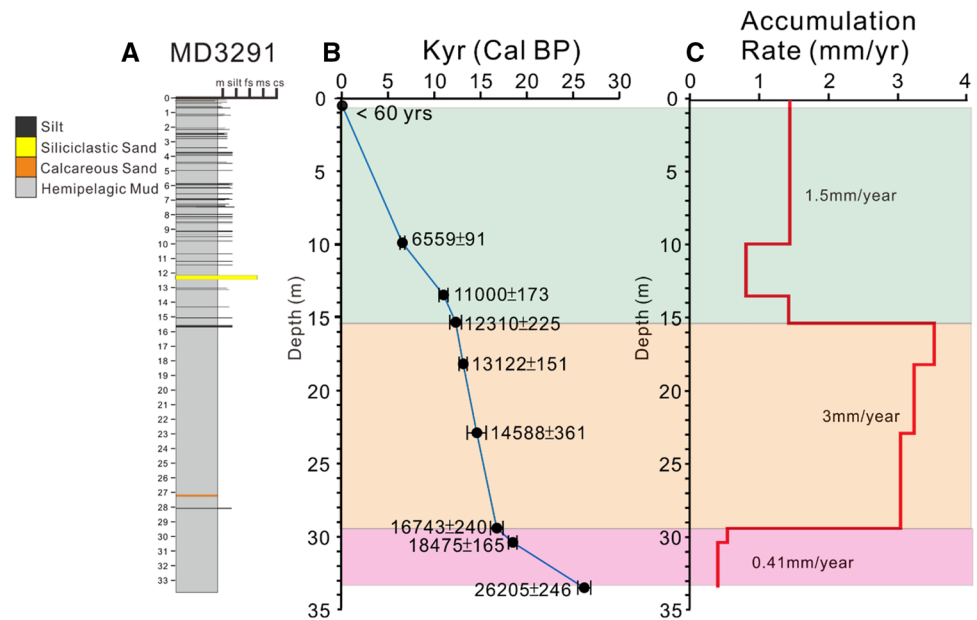 A
MD3291
m silt fs ms cs
Silt
Siliciclastic Sand
Calcareous Sand
Hemipelagic Mud
0
1
2
3
4
5
6
7
8
9
10
11
12
13
14
15
16
17
18
19
20
21
22
23
24
25
26
27
28
29
30
31
32
33
B
Kyr (Cal BP)
0 5 10 15 20 25 30
0
5
10
15
20
25
30
35
Depth (m)
< 60 yrs
6559±91
11000±173
12310±225
13122±151
14588±361
16743±240
18475±165
26205±246
C
Accumulation
Rate (mm/yr)
0 1 2 3 4
0
5
10
15
20
25
30
35
Depth (m)
1.5mm/year
3mm/year
0.41mm/year